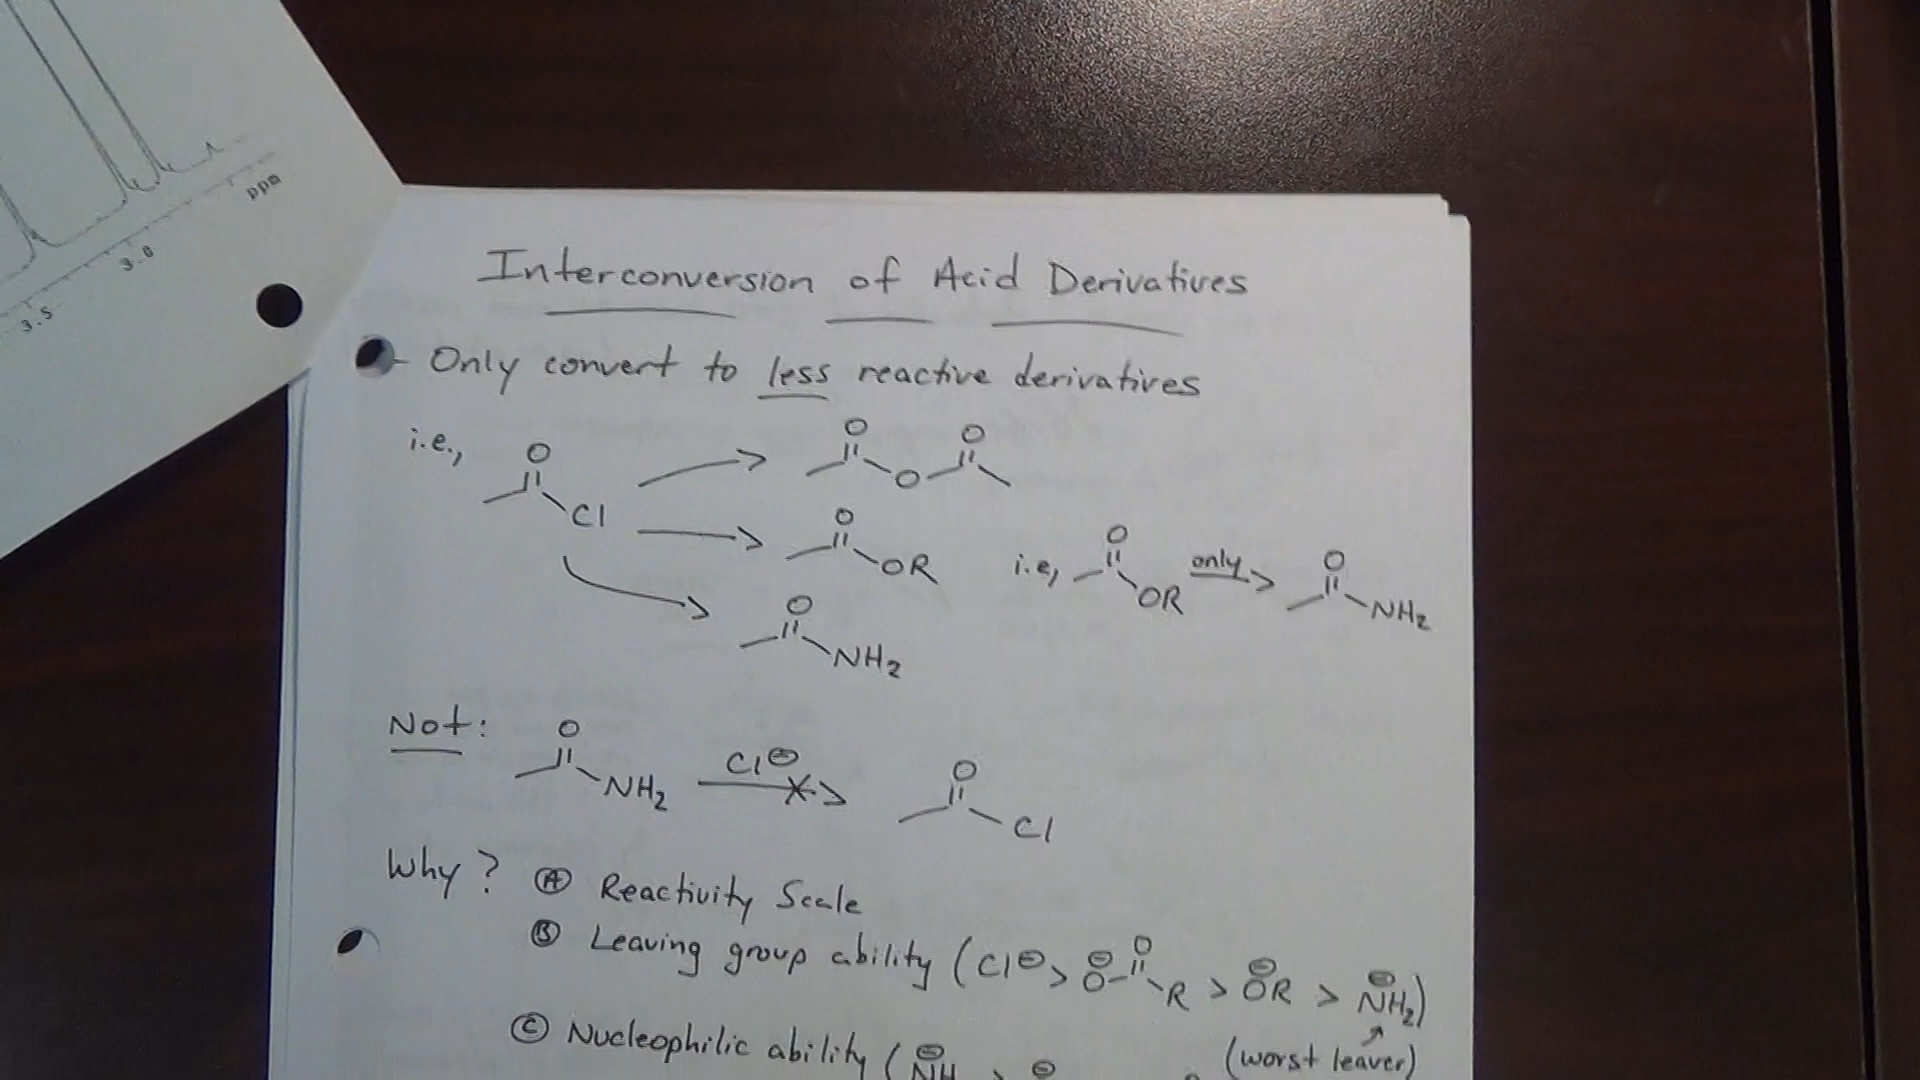 ppm
3.0
3.5
Interconversion of Acid Derivatives
- Only convert to less reactive derivatives
i.e.,
O
Cl
O O
O
O
OR
i.e,
O
OR
only
O
NH2
O
NH2
Not:
O
NH2
Cl⊖
O
Cl
Why? Ⓐ Reactivity Scale
Ⓑ Leaving group ability (Cl⊖ > ⊖O O R > ⊖OR > ⊖NH2)
(worst leaver)
Ⓒ Nucleophilic ability (⊖NH >